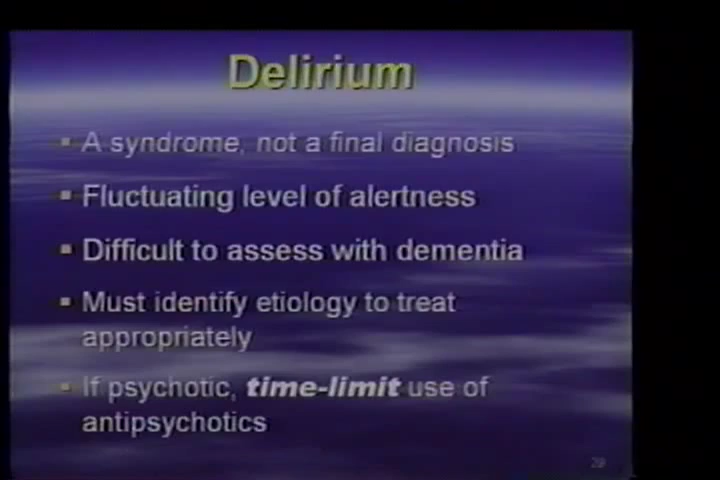 Delirium
▪ A syndrome, not a final diagnosis
▪ Fluctuating level of alertness
▪ Difficult to assess with dementia
▪ Must identify etiology to treat
appropriately
▪ If psychotic, time-limit use of
antipsychotics